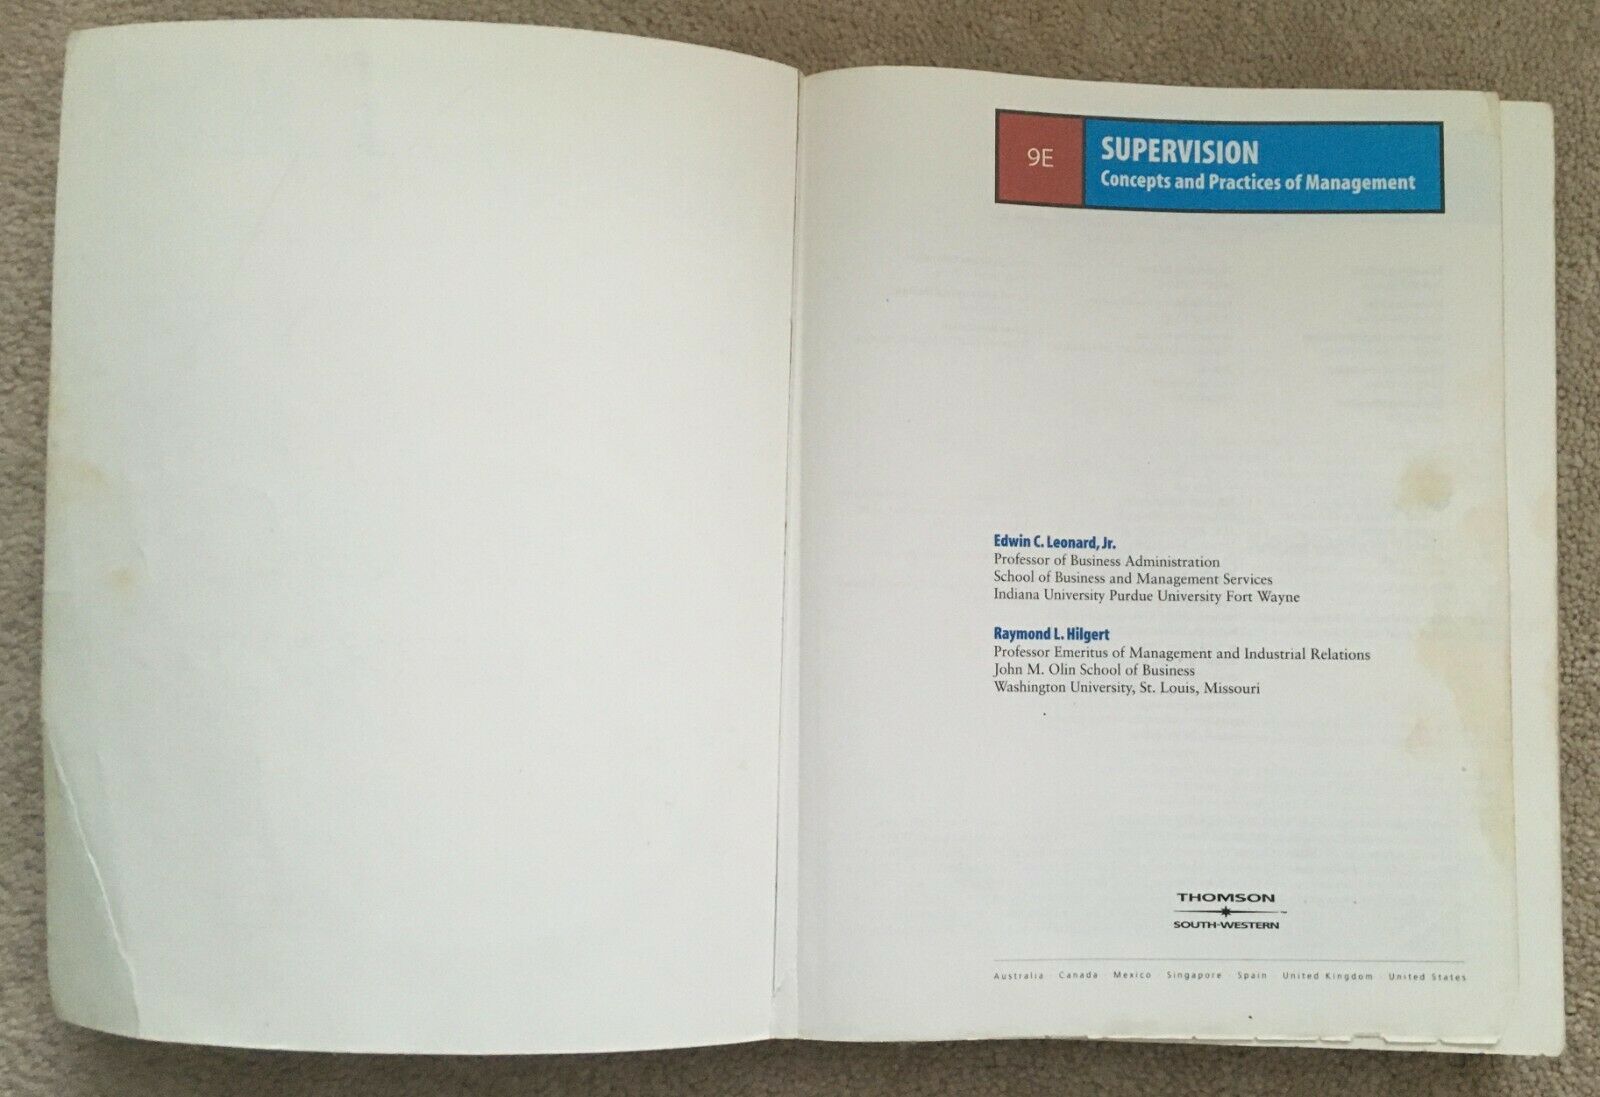 9E
SUPERVISION
Concepts and Practices of Management
Edwin C. Leonard, Jr.
Professor of Business Administration
School of Business and Management Services
Indiana University Purdue University Fort Wayne
Raymond L. Hilgert
Professor Emeritus of Management and Industrial Relations
John M. Olin School of Business
Washington University, St. Louis, Missouri
THOMSON
™
SOUTH-WESTERN
Australia · Canada · Mexico · Singapore · Spain · United Kingdom · United States